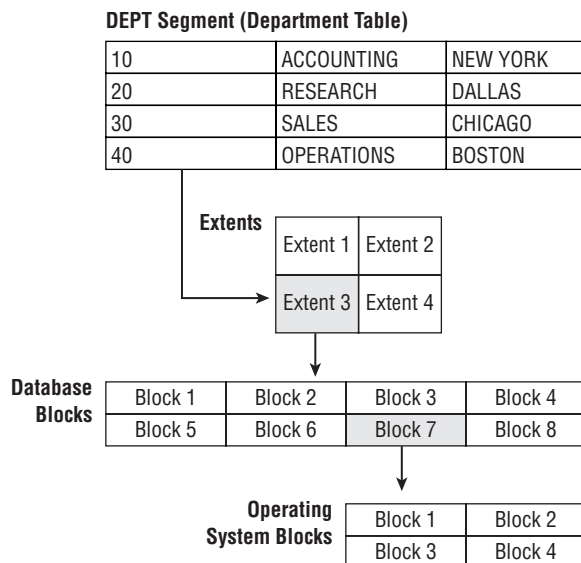 DEPT Segment (Department Table)
10 ACCOUNTING NEW YORK
20 RESEARCH DALLAS
30 SALES CHICAGO
40 OPERATIONS BOSTON
Extents
Extent 1 Extent 2
Extent 3 Extent 4
Database
Blocks
Block 1 Block 2 Block 3 Block 4
Block 5 Block 6 Block 7 Block 8
Operating
System Blocks
Block 1 Block 2
Block 3 Block 4